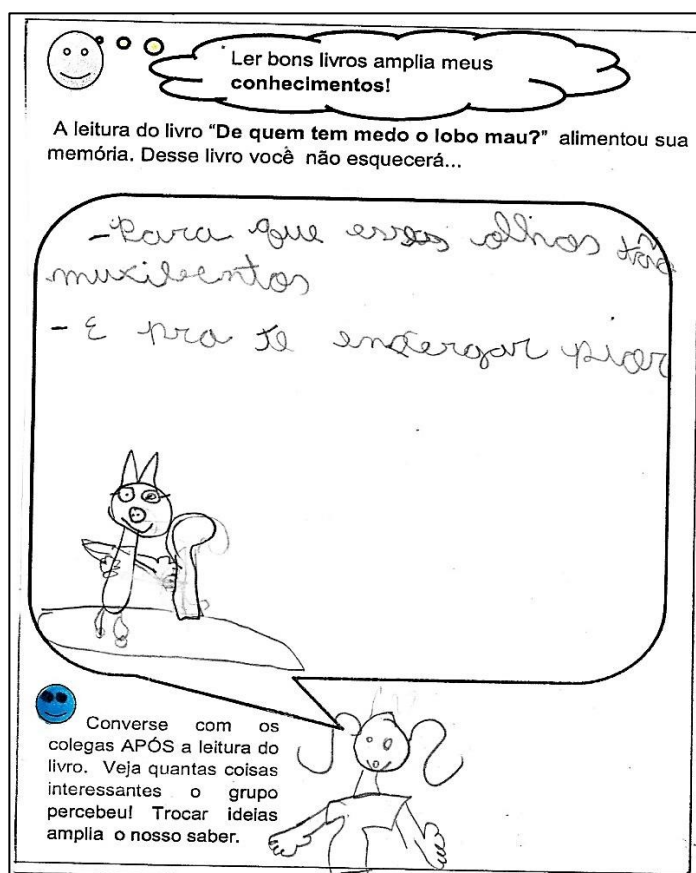 Ler bons livros amplia meus
conhecimentos!
A leitura do livro "De quem tem medo o lobo mau?" alimentou sua
memória. Desse livro você não esquecerá...
-Para que esses olhos tão
muxibentos
- E pra te enxergar pior
Converse com os
colegas APÓS a leitura do
livro. Veja quantas coisas
interessantes o grupo
percebeu! Trocar ideias
amplia o nosso saber.